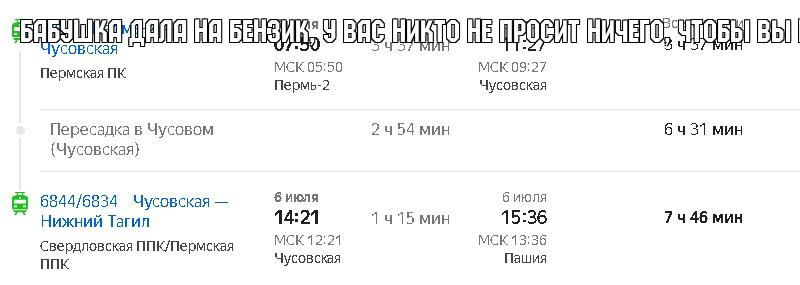 БАБУШКА ДАЛА НА БЕНЗИК, У ВАС НИКТО НЕ ПРОСИТ НИЧЕГО, ЧТОБЫ ВЫ
Чусовская 07:50 3 ч 37 мин 11:27 3 ч 37 мин
МСК 05:50 МСК 09:27
Пермская ПК Пермь-2 Чусовская
Пересадка в Чусовом 2 ч 54 мин 6 ч 31 мин
(Чусовская)
6844/6834 Чусовская — 6 июля 6 июля
Нижний Тагил 14:21 1 ч 15 мин 15:36 7 ч 46 мин
Свердловская ППК/Пермская МСК 12:21 МСК 13:36
ППК Чусовская Пашия